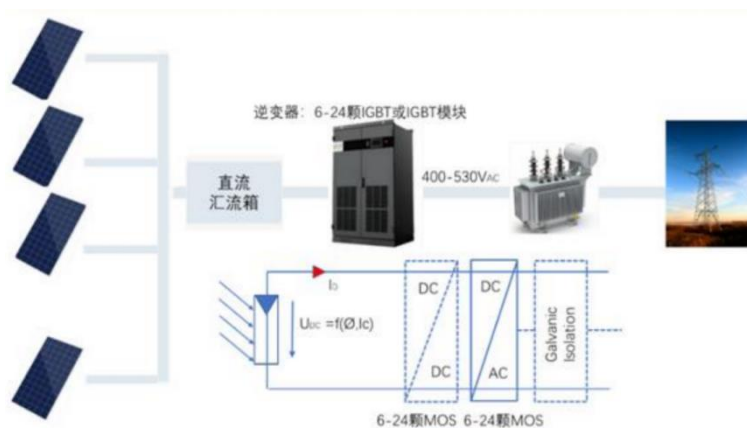 逆变器：6-24颗IGBT或IGBT模块
直流
汇流箱
400-530VAC
DC
DC
Galvanic
Isolation
UDC =f(Ø,Ic)
DC
AC
6-24颗MOS
6-24颗MOS